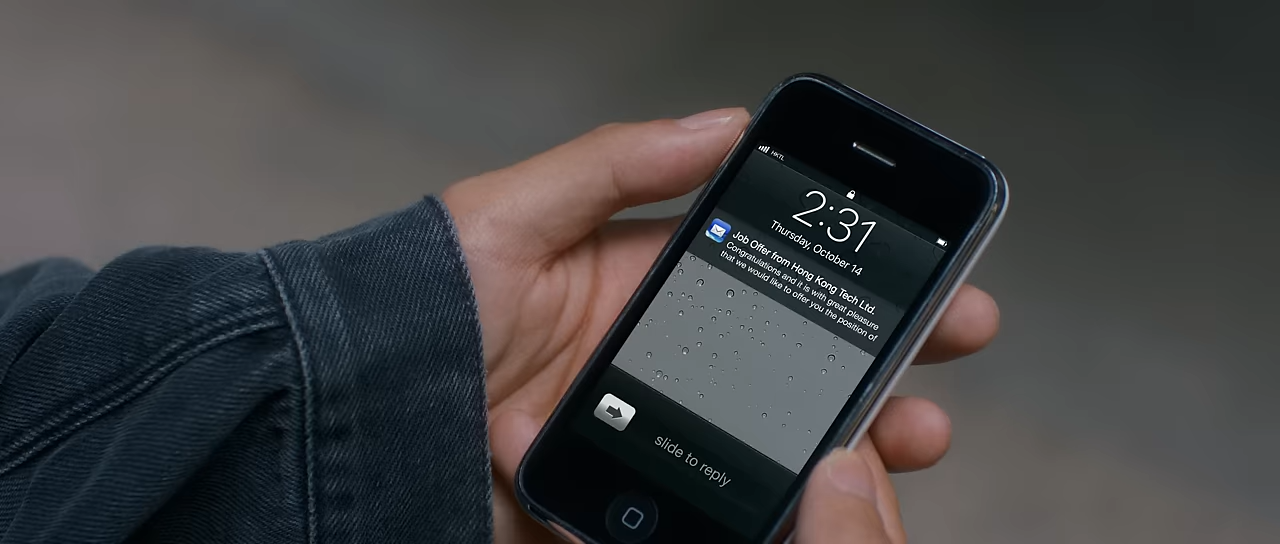 HKTL
2:31
Thursday, October 14
Job Offer from Hong Kong Tech Ltd.
Congratulations and it is with great pleasure
that we would like to offer you the position of
slide to reply